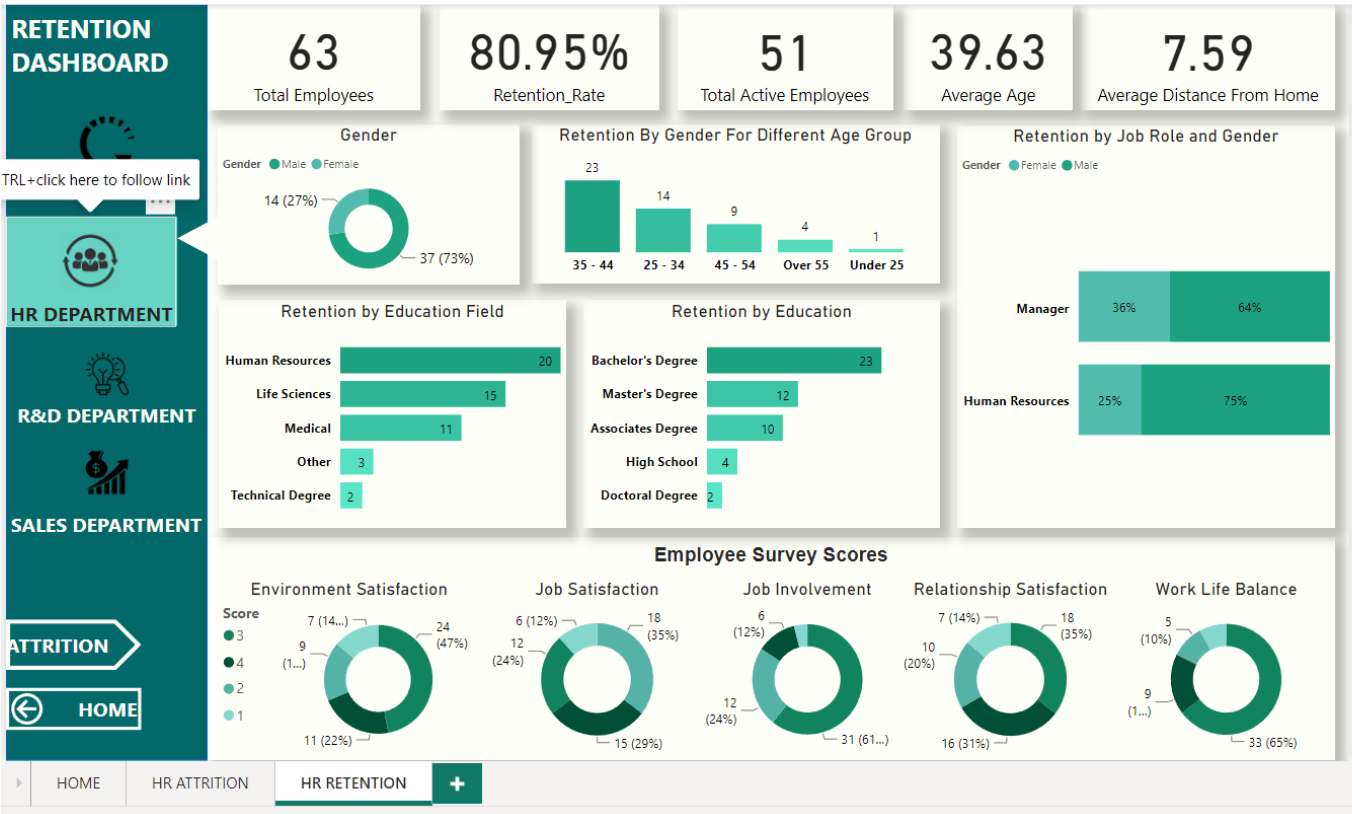 RETENTION
DASHBOARD
TRL+click here to follow link
HR DEPARTMENT
R&D DEPARTMENT
SALES DEPARTMENT
ATTRITION
HOME
63
Total Employees
80.95%
Retention_Rate
51
Total Active Employees
39.63
Average Age
7.59
Average Distance From Home
Gender
Gender Male Female
14 (27%)
37 (73%)
Retention By Gender For Different Age Group
23
14
9
4
1
35 - 44
25 - 34
45 - 54
Over 55
Under 25
Retention by Job Role and Gender
Gender Female Male
Manager 36% 64%
Human Resources 25% 75%
Retention by Education Field
Human Resources 20
Life Sciences 15
Medical 11
Other 3
Technical Degree 2
Retention by Education
Bachelor's Degree 23
Master's Degree 12
Associates Degree 10
High School 4
Doctoral Degree 2
Employee Survey Scores
Environment Satisfaction
Score
3
4
2
1
7 (14...)
24
(47%)
9
(1...)
11 (22%)
Job Satisfaction
6 (12%)
18
(35%)
12
(24%)
15 (29%)
Job Involvement
6
(12%)
12
(24%)
31 (61...)
Relationship Satisfaction
7 (14%)
18
(35%)
10
(20%)
16 (31%)
Work Life Balance
5
(10%)
9
(1...)
33 (65%)
HOME
HR ATTRITION
HR RETENTION
+